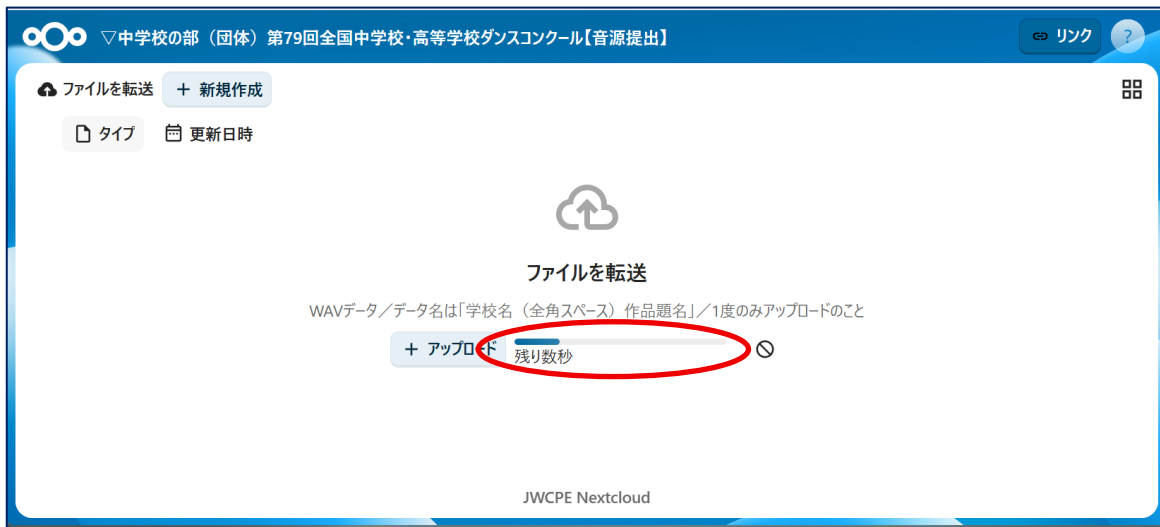 ▽中学校の部（団体）第79回全国中学校・高等学校ダンスコンクール【音源提出】
リンク
?
ファイルを転送
+ 新規作成
タイプ
更新日時
ファイルを転送
WAVデータ／データ名は「学校名（全角スペース）作品題名」／1度のみアップロードのこと
+ アップロード
残り数秒
JWCPE Nextcloud